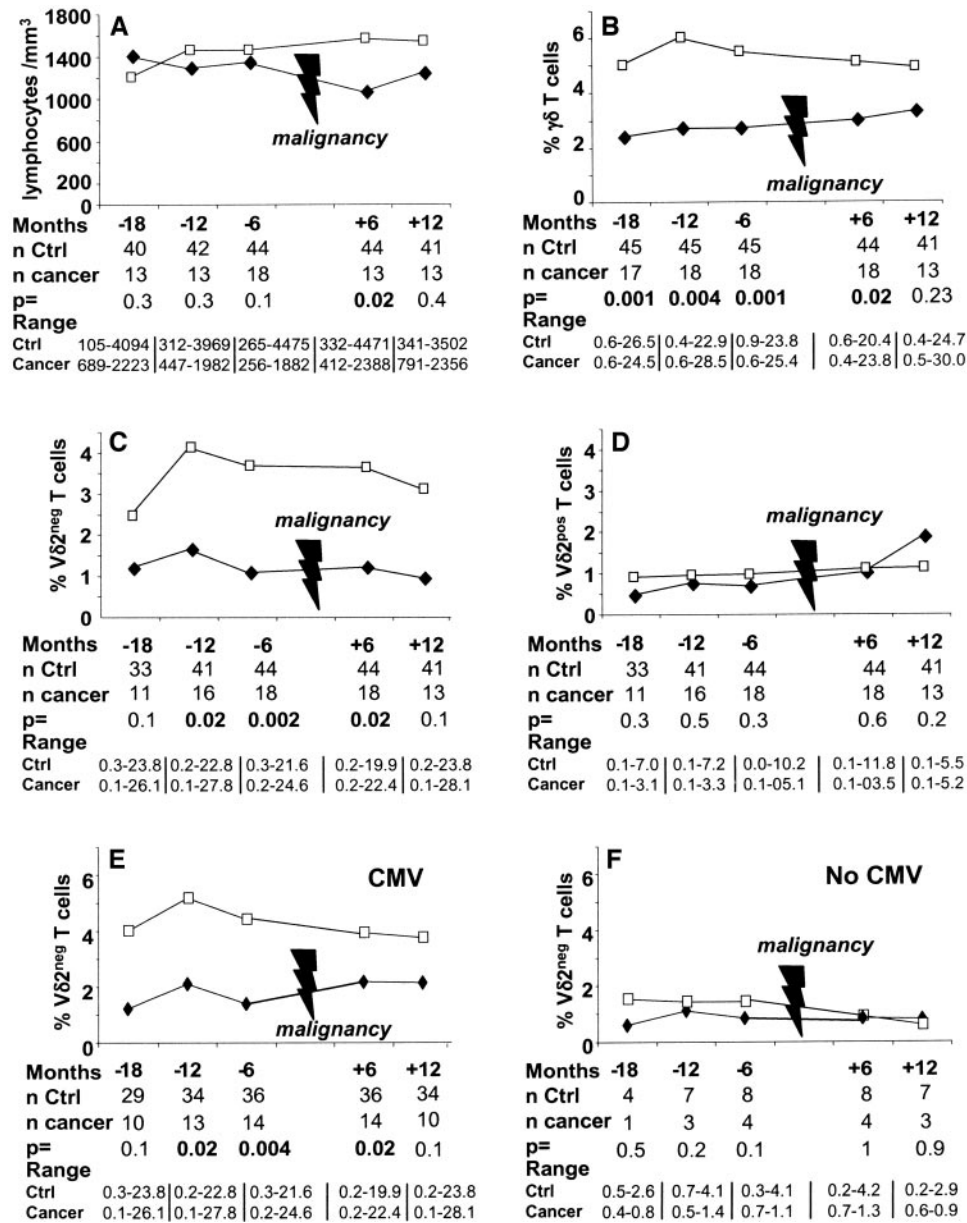 A
lymphocytes /mm3
1800
1400
1000
600
200
0
malignancy
Months -18 -12 -6 +6 +12
n Ctrl 40 42 44 44 41
n cancer 13 13 18 13 13
p= 0.3 0.3 0.1 0.02 0.4
Range
Ctrl 105-4094 312-3969 265-4475 332-4471 341-3502
Cancer 689-2223 447-1982 256-1882 412-2388 791-2356
B
% γδ T cells
6
4
2
0
malignancy
Months -18 -12 -6 +6 +12
n Ctrl 45 45 45 44 41
n cancer 17 18 18 18 13
p= 0.001 0.004 0.001 0.02 0.23
Range
Ctrl 0.6-26.5 0.4-22.9 0.9-23.8 0.6-20.4 0.4-24.7
Cancer 0.6-24.5 0.6-28.5 0.6-25.4 0.4-23.8 0.5-30.0
C
% Vδ2neg T cells
4
3
2
1
0
malignancy
Months -18 -12 -6 +6 +12
n Ctrl 33 41 44 44 41
n cancer 11 16 18 18 13
p= 0.1 0.02 0.002 0.02 0.1
Range
Ctrl 0.3-23.8 0.2-22.8 0.3-21.6 0.2-19.9 0.2-23.8
Cancer 0.1-26.1 0.1-27.8 0.2-24.6 0.2-22.4 0.1-28.1
D
% Vδ2pos T cells
4
3
2
1
0
malignancy
Months -18 -12 -6 +6 +12
n Ctrl 33 41 44 44 41
n cancer 11 16 18 18 13
p= 0.3 0.5 0.3 0.6 0.2
Range
Ctrl 0.1-7.0 0.1-7.2 0.0-10.2 0.1-11.8 0.1-5.5
Cancer 0.1-3.1 0.1-3.3 0.1-05.1 0.1-03.5 0.1-5.2
E
CMV
% Vδ2neg T cells
6
4
2
0
malignancy
Months -18 -12 -6 +6 +12
n Ctrl 29 34 36 36 34
n cancer 10 13 14 14 10
p= 0.1 0.02 0.004 0.02 0.1
Range
Ctrl 0.3-23.8 0.2-22.8 0.3-21.6 0.2-19.9 0.2-23.8
Cancer 0.1-26.1 0.1-27.8 0.2-24.6 0.2-22.4 0.1-28.1
F
No CMV
% Vδ2neg T cells
6
4
2
0
malignancy
Months -18 -12 -6 +6 +12
n Ctrl 4 7 8 8 7
n cancer 1 3 4 4 3
p= 0.5 0.2 0.1 1 0.9
Range
Ctrl 0.5-2.6 0.7-4.1 0.3-4.1 0.2-4.2 0.2-2.9
Cancer 0.4-0.8 0.5-1.4 0.7-1.1 0.7-1.3 0.6-0.9